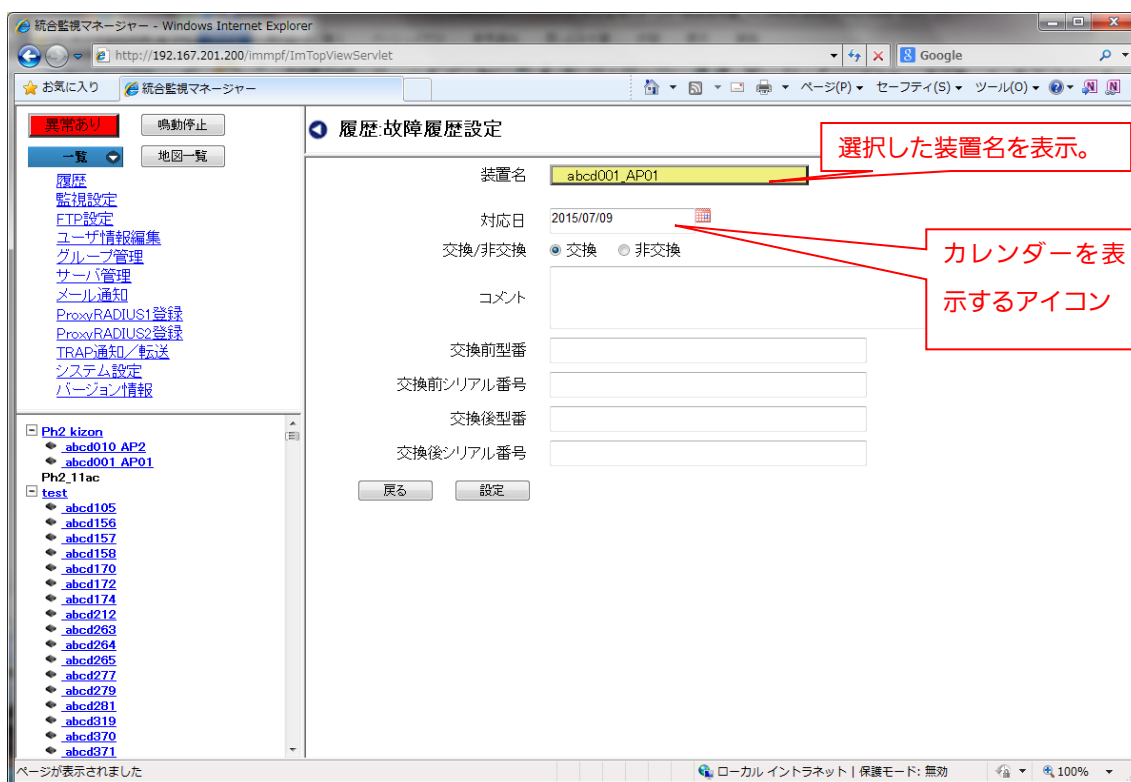 統合監視マネージャー - Windows Internet Explorer
http://192.167.201.200/immpf/ImTopViewServlet
Google
お気に入り
統合監視マネージャー
ページ(P)
セーフティ(S)
ツール(O)
異常あり
鳴動停止
一覧
地図一覧
履歴
監視設定
FTP設定
ユーザ情報編集
グループ管理
サーバ管理
メール通知
ProxyRADIUS1登録
ProxyRADIUS2登録
TRAP通知/転送
システム設定
バージョン情報
Ph2_kizon
abcd010_AP2
abcd001_AP01
Ph2_11ac
test
abcd105
abcd156
abcd157
abcd158
abcd170
abcd172
abcd174
abcd212
abcd263
abcd264
abcd265
abcd277
abcd279
abcd281
abcd319
abcd370
abcd371
履歴:故障履歴設定
選択した装置名を表示。
装置名 abcd001_AP01
対応日 2015/07/09
交換/非交換 交換 非交換
カレンダーを表
示するアイコン
コメント
交換前型番
交換前シリアル番号
交換後型番
交換後シリアル番号
戻る 設定
ページが表示されました
ローカル イントラネット | 保護モード: 無効
100%